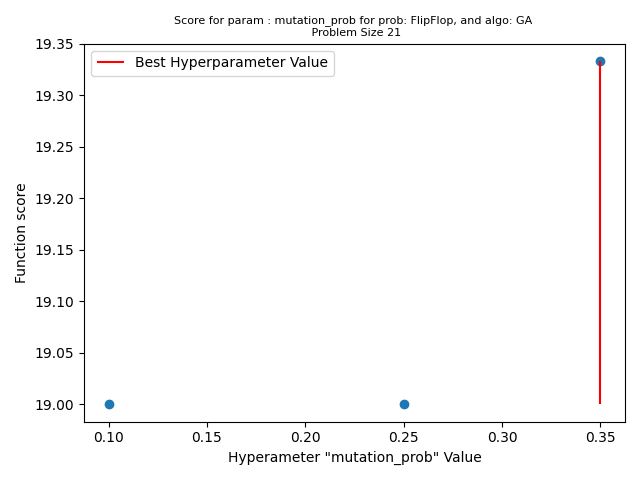 Score for param : mutation_prob for prob: FlipFlop, and algo: GA
Problem Size 21
Best Hyperparameter Value
19.35
19.30
19.25
19.20
19.15
19.10
19.05
19.00
Function score
0.10 0.15 0.20 0.25 0.30 0.35
Hyperameter "mutation_prob" Value